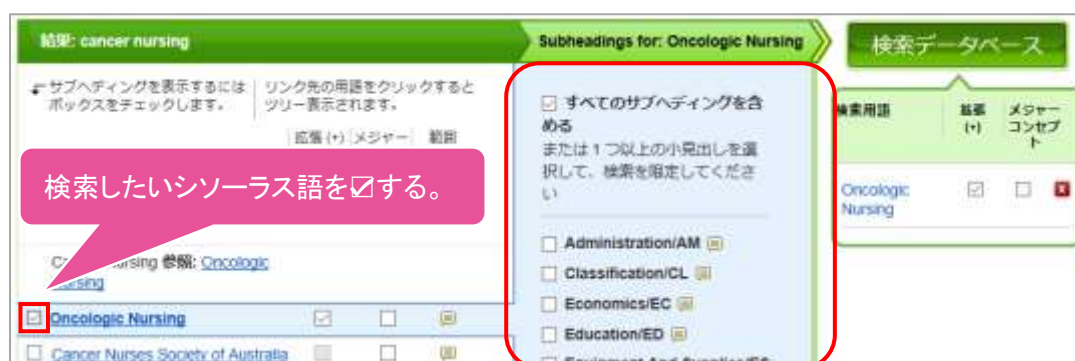 結果: cancer nursing
サブヘディングを表示するには
ボックスをチェックします。
リンク先の用語をクリックすると
ツリー表示されます。
拡張 (+) メジャー 範囲
検索したいシソーラス語を☑する。
nursing 参照: Oncologic
Oncologic Nursing
Cancer Nurses Society of Australia
Subheadings for: Oncologic Nursing
すべてのサブヘディングを含
める
または 1 つ以上の小見出しを選
択して、検索を限定してくださ
い
Administration/AM
Classification/CL
Economics/EC
Education/ED
Equipment And Supplies/ES
検索データベース
検索用語
拡張
(+)
メジャー
コンセプ
ト
Oncologic
Nursing